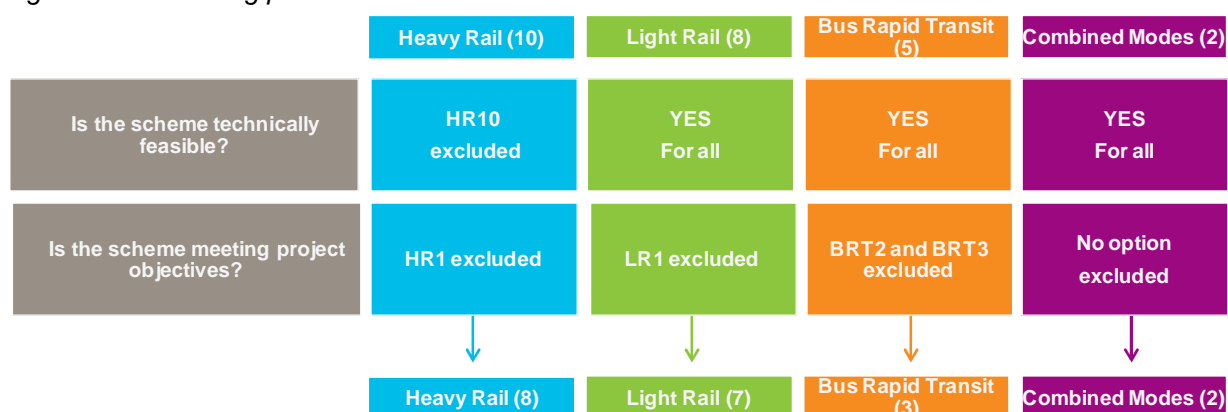 Heavy Rail (10)
Light Rail (8)
Bus Rapid Transit
(5)
Combined Modes (2)
Is the scheme technically
feasible?
HR10
excluded
YES
For all
YES
For all
YES
For all
Is the scheme meeting project
objectives?
HR1 excluded
LR1 excluded
BRT2 and BRT3
excluded
No option
excluded
Heavy Rail (8)
Light Rail (7)
Bus Rapid Transit
(3)
Combined Modes (2)